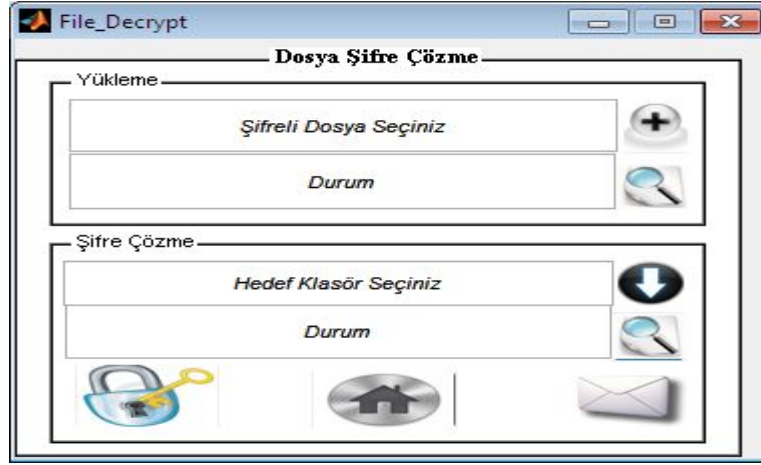 File_Decrypt
Dosya Şifre Çözme
Yükleme
Şifreli Dosya Seçiniz
Durum
Şifre Çözme
Hedef Klasör Seçiniz
Durum